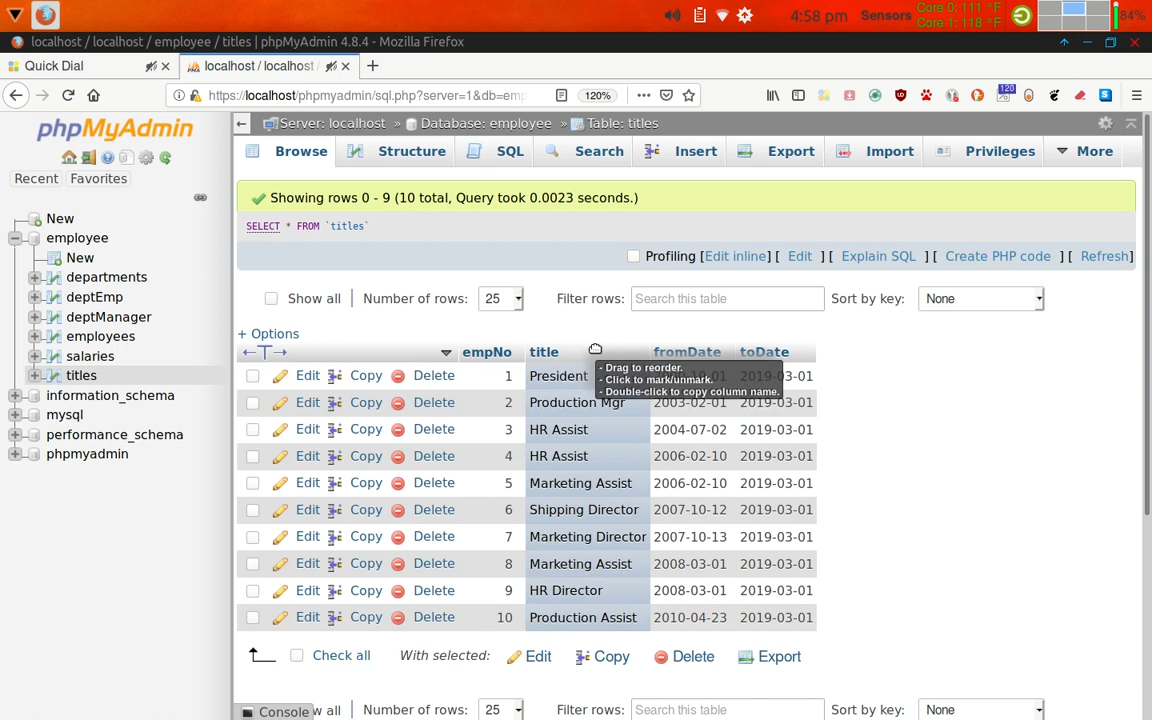 4:58 pm Sensors Core 0: 111 °F Core 1: 118 °F 84%
localhost / localhost / employee / titles | phpMyAdmin 4.8.4 - Mozilla Firefox
Quick Dial localhost / localhost /
https://localhost/phpmyadmin/sql.php?server=1&db=emp 120% 120
phpMyAdmin
Recent Favorites
New
employee
New
departments
deptEmp
deptManager
employees
salaries
titles
information_schema
mysql
performance_schema
phpmyadmin
Server: localhost » Database: employee » Table: titles
Browse Structure SQL Search Insert Export Import Privileges More
Showing rows 0 - 9 (10 total, Query took 0.0023 seconds.)
SELECT * FROM `titles`
Profiling [Edit inline] [ Edit ] [ Explain SQL ] [ Create PHP code ] [ Refresh]
Show all Number of rows: 25 Filter rows: Search this table Sort by key: None
+ Options
←T→ empNo title fromDate toDate
- Drag to reorder.
- Click to mark/unmark.
- Double-click to copy column name.
Edit Copy Delete 1 President 2019-03-01
Edit Copy Delete 2 Production Mgr 2003-02-01 2019-03-01
Edit Copy Delete 3 HR Assist 2004-07-02 2019-03-01
Edit Copy Delete 4 HR Assist 2006-02-10 2019-03-01
Edit Copy Delete 5 Marketing Assist 2006-02-10 2019-03-01
Edit Copy Delete 6 Shipping Director 2007-10-12 2019-03-01
Edit Copy Delete 7 Marketing Director 2007-10-13 2019-03-01
Edit Copy Delete 8 Marketing Assist 2008-03-01 2019-03-01
Edit Copy Delete 9 HR Director 2008-03-01 2019-03-01
Edit Copy Delete 10 Production Assist 2010-04-23 2019-03-01
Check all With selected: Edit Copy Delete Export
Console w all Number of rows: 25 Filter rows: Search this table Sort by key: None